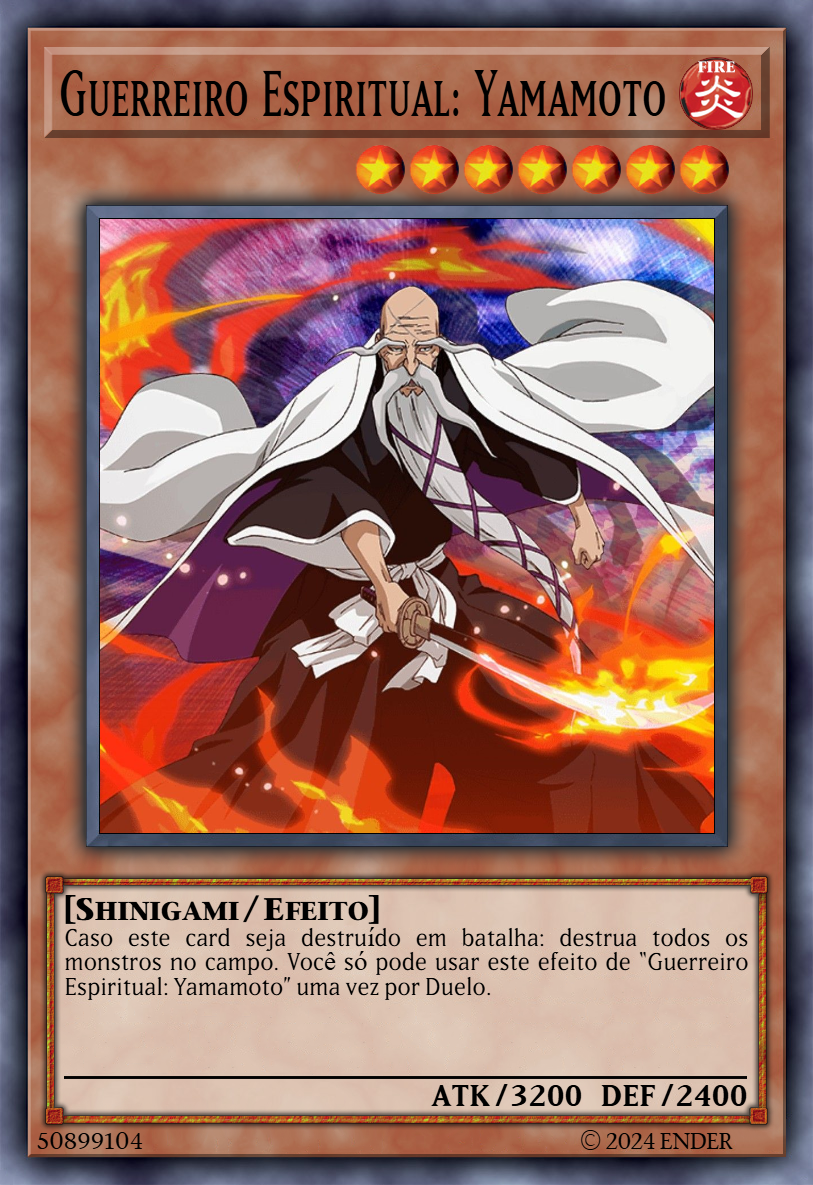 Guerreiro Espiritual: Yamamoto
FIRE
炎
[Shinigami/Efeito]
Caso este card seja destruído em batalha: destrua todos os
monstros no campo. Você só pode usar este efeito de "Guerreiro
Espiritual: Yamamoto" uma vez por Duelo.
ATK/3200 DEF/2400
50899104
© 2024 ENDER